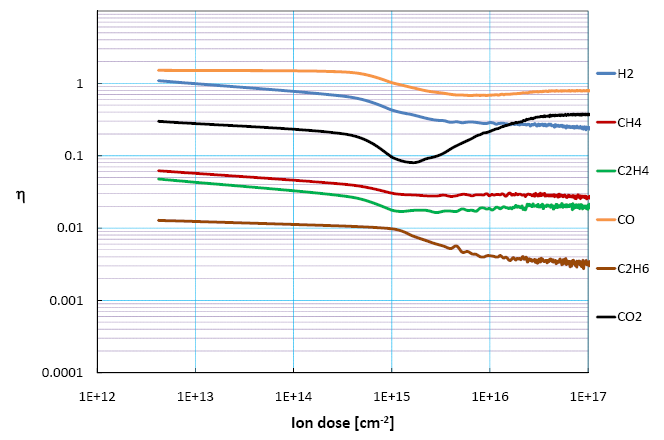 1
0.1
0.01
0.001
0.0001
η
1E+12 1E+13 1E+14 1E+15 1E+16 1E+17
Ion dose [cm-2]
H2
CH4
C2H4
CO
C2H6
CO2